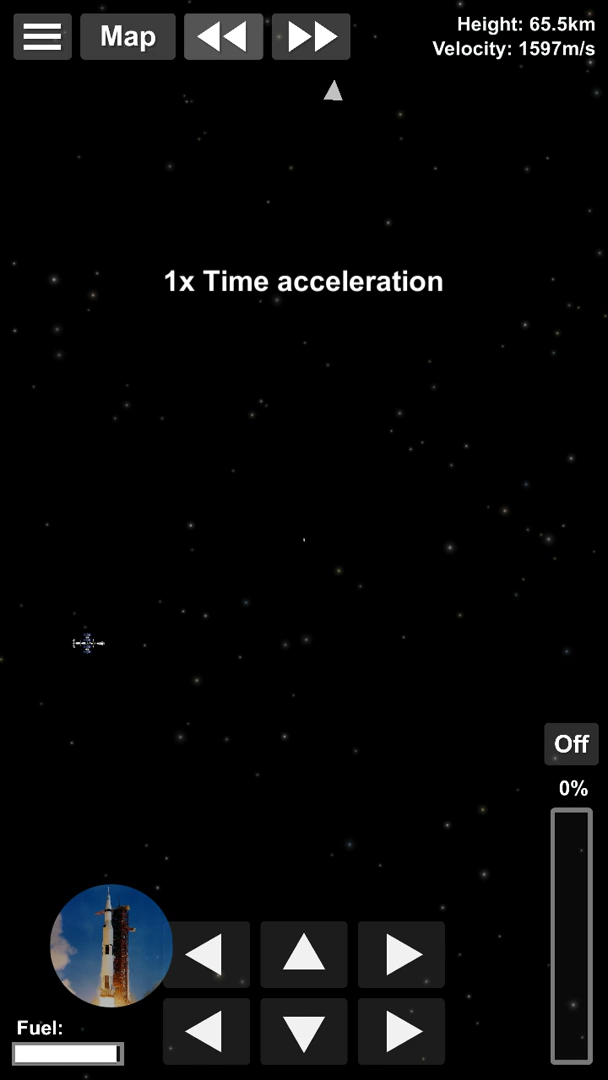 Map
Height: 65.5km
Velocity: 1597m/s
1x Time acceleration
Off
0%
Fuel: